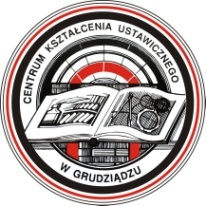 CENTRUM KSZTAŁCENIA USTAWICZNEGO
W GRUDZIĄDZU